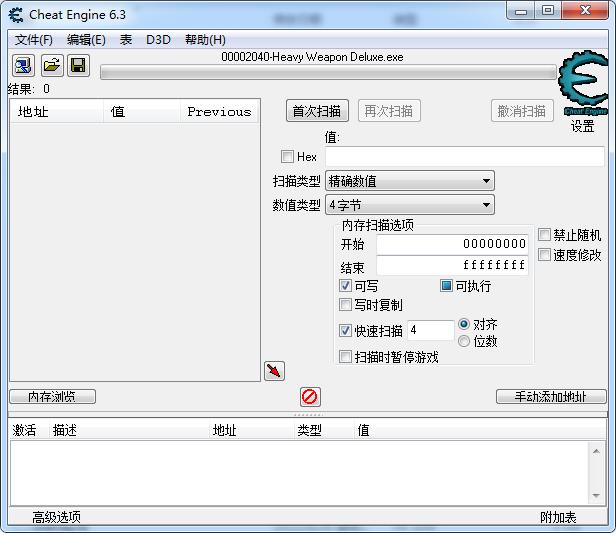 Cheat Engine 6.3
文件(F) 编辑(E) 表 D3D 帮助(H)
00002040-Heavy Weapon Deluxe.exe
结果: 0
地址 值 Previous
首次扫描 再次扫描 撤消扫描
Cheat Engine
设置
值:
Hex
扫描类型 精确数值
数值类型 4字节
内存扫描选项
开始 00000000
结束 ffffffff
禁止随机
速度修改
可写 可执行
写时复制
快速扫描 4 对齐
位数
扫描时暂停游戏
内存浏览 手动添加地址
激活 描述 地址 类型 值
高级选项 附加表